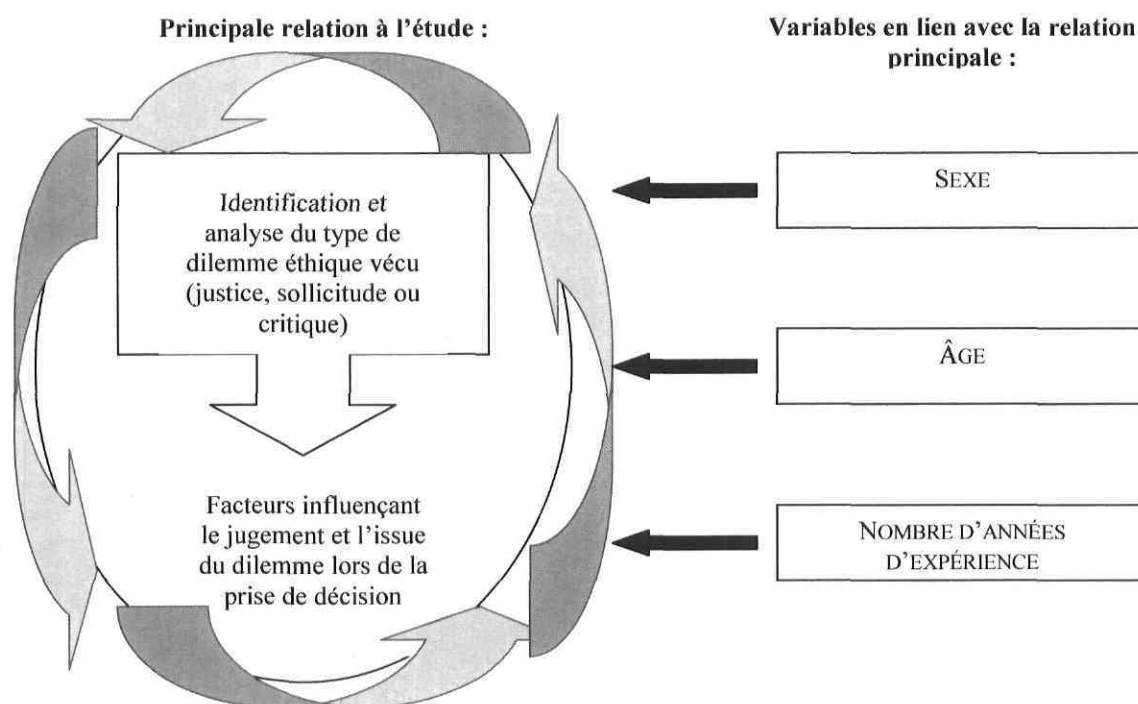 Principale relation à l'étude :
Variables en lien avec la relation
principale :
Identification et
analyse du type de
dilemme éthique vécu
(justice, sollicitude ou
critique)
Facteurs influençant
le jugement et l'issue
du dilemme lors de la
prise de décision
SEXE
ÂGE
NOMBRE D'ANNÉES
D'EXPÉRIENCE